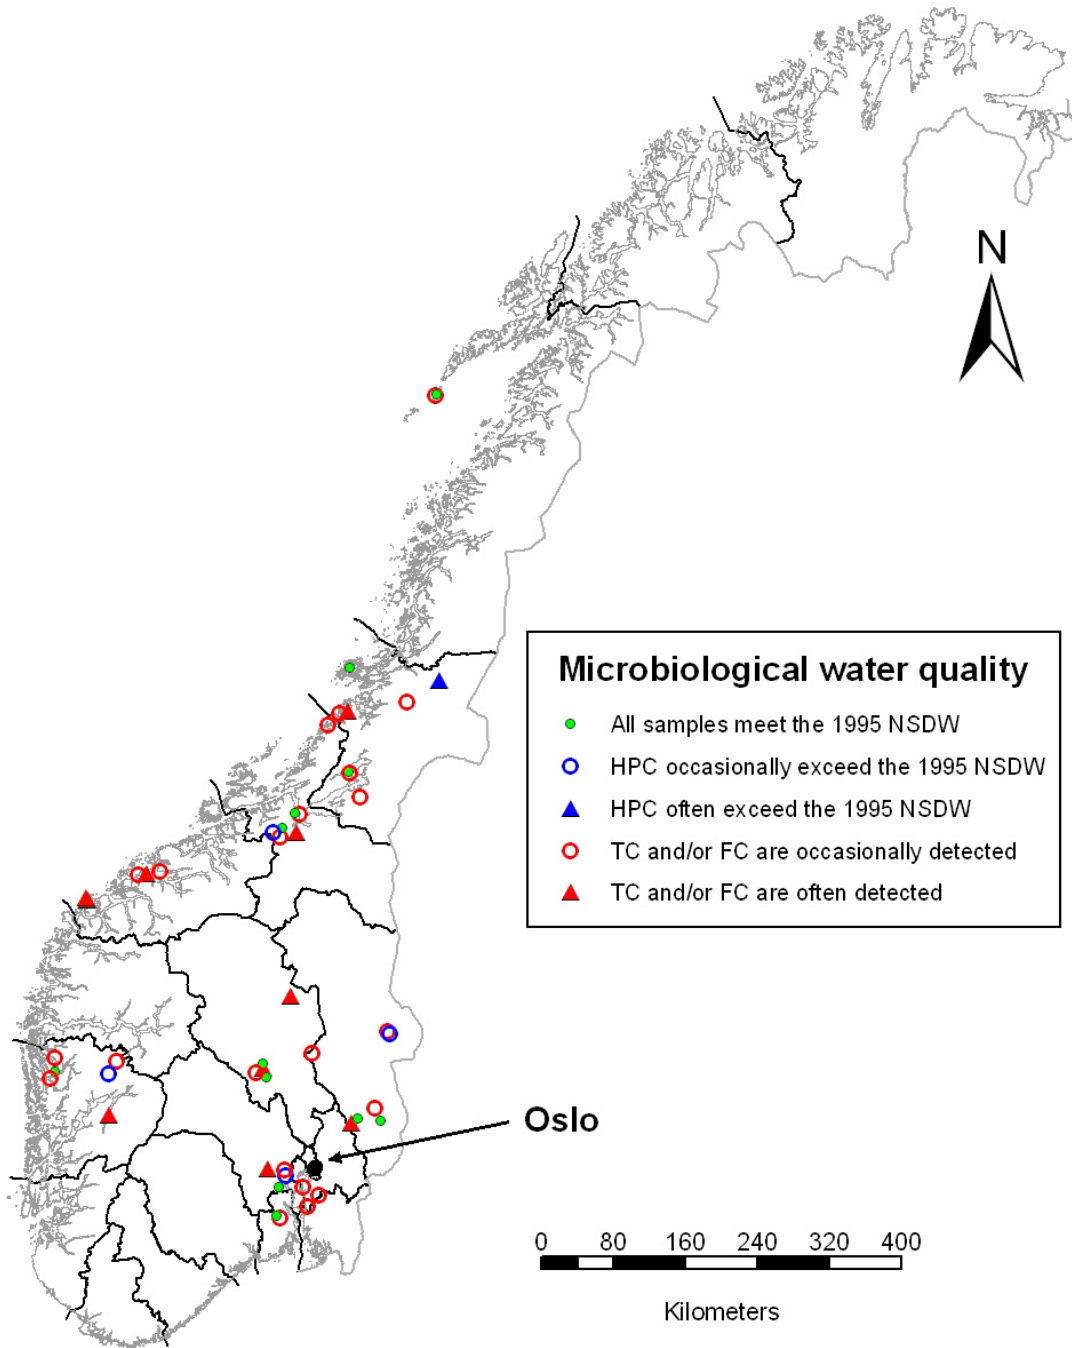 N
Microbiological water quality
All samples meet the 1995 NSDW
HPC occasionally exceed the 1995 NSDW
HPC often exceed the 1995 NSDW
TC and/or FC are occasionally detected
TC and/or FC are often detected
Oslo
0 80 160 240 320 400
Kilometers